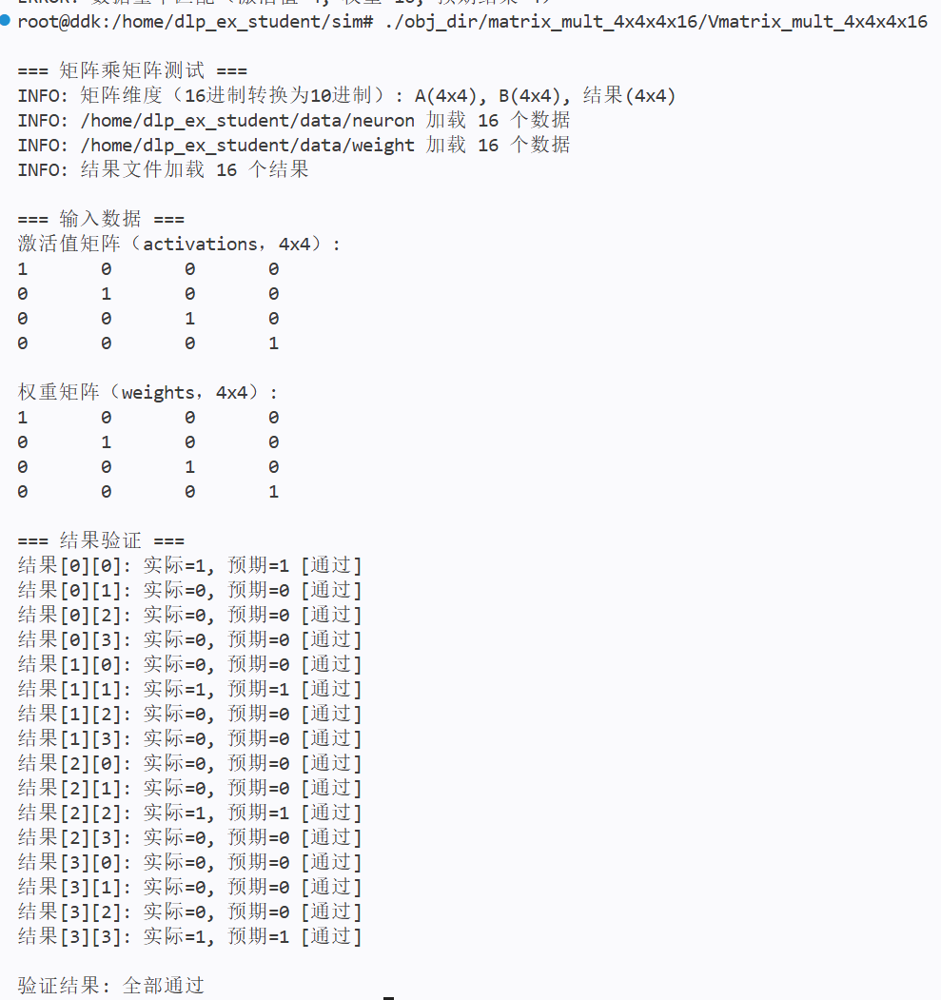 root@ddk:/home/dlp_ex_student/sim# ./obj_dir/matrix_mult_4x4x4x16/Vmatrix_mult_4x4x4x16
=== 矩阵乘矩阵测试 ===
INFO: 矩阵维度（16进制转换为10进制）: A(4x4), B(4x4), 结果(4x4)
INFO: /home/dlp_ex_student/data/neuron 加载 16 个数据
INFO: /home/dlp_ex_student/data/weight 加载 16 个数据
INFO: 结果文件加载 16 个结果
=== 输入数据 ===
激活值矩阵（activations，4x4）:
1 0 0 0
0 1 0 0
0 0 1 0
0 0 0 1
权重矩阵（weights，4x4）:
1 0 0 0
0 1 0 0
0 0 1 0
0 0 0 1
=== 结果验证 ===
结果[0][0]: 实际=1, 预期=1 [通过]
结果[0][1]: 实际=0, 预期=0 [通过]
结果[0][2]: 实际=0, 预期=0 [通过]
结果[0][3]: 实际=0, 预期=0 [通过]
结果[1][0]: 实际=0, 预期=0 [通过]
结果[1][1]: 实际=1, 预期=1 [通过]
结果[1][2]: 实际=0, 预期=0 [通过]
结果[1][3]: 实际=0, 预期=0 [通过]
结果[2][0]: 实际=0, 预期=0 [通过]
结果[2][1]: 实际=0, 预期=0 [通过]
结果[2][2]: 实际=1, 预期=1 [通过]
结果[2][3]: 实际=0, 预期=0 [通过]
结果[3][0]: 实际=0, 预期=0 [通过]
结果[3][1]: 实际=0, 预期=0 [通过]
结果[3][2]: 实际=0, 预期=0 [通过]
结果[3][3]: 实际=1, 预期=1 [通过]
验证结果: 全部通过